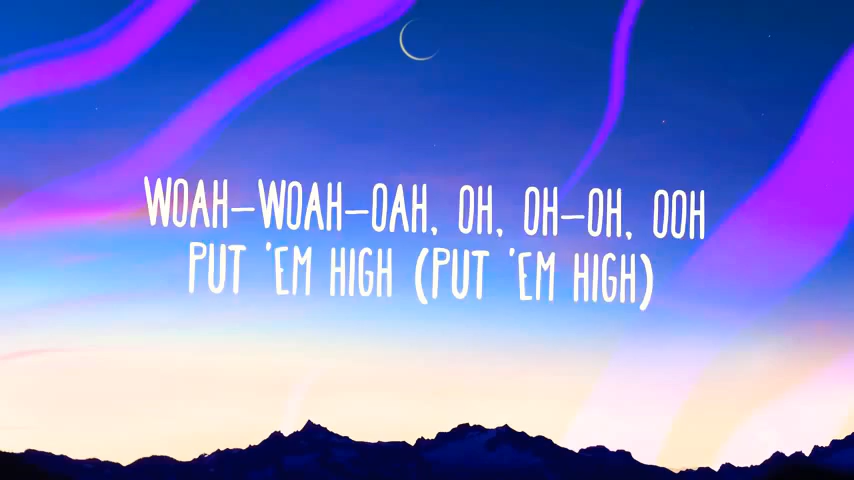 WOAH-WOAH-OAH, OH, OH-OH, OOH
PUT 'EM HIGH (PUT 'EM HIGH)